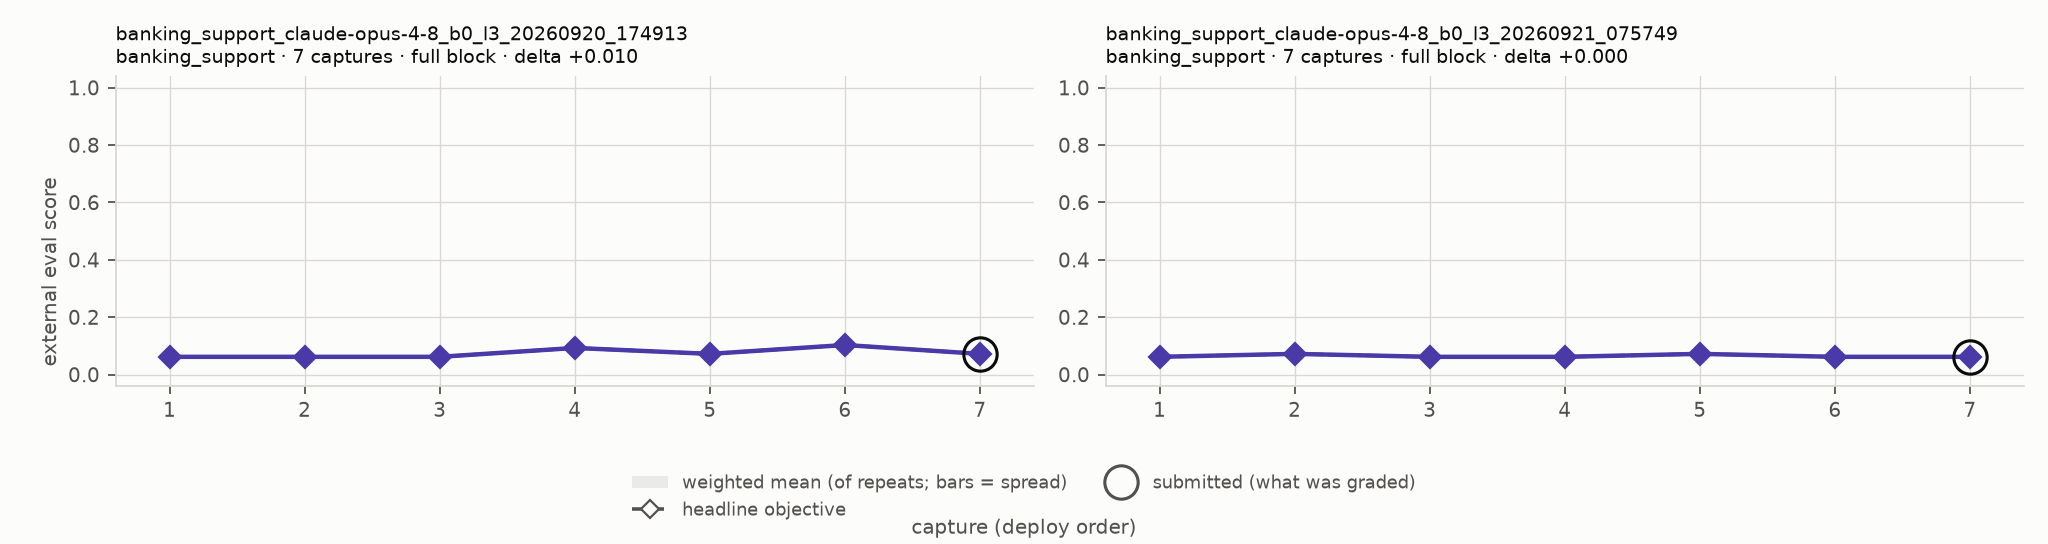 banking_support_claude-opus-4-8_b0_l3_20260920_174913
banking_support · 7 captures · full block · delta +0.010
external eval score
1.0
0.8
0.6
0.4
0.2
0.0
1 2 3 4 5 6 7
banking_support_claude-opus-4-8_b0_l3_20260921_075749
banking_support · 7 captures · full block · delta +0.000
1.0
0.8
0.6
0.4
0.2
0.0
1 2 3 4 5 6 7
weighted mean (of repeats; bars = spread)
headline objective
submitted (what was graded)
capture (deploy order)